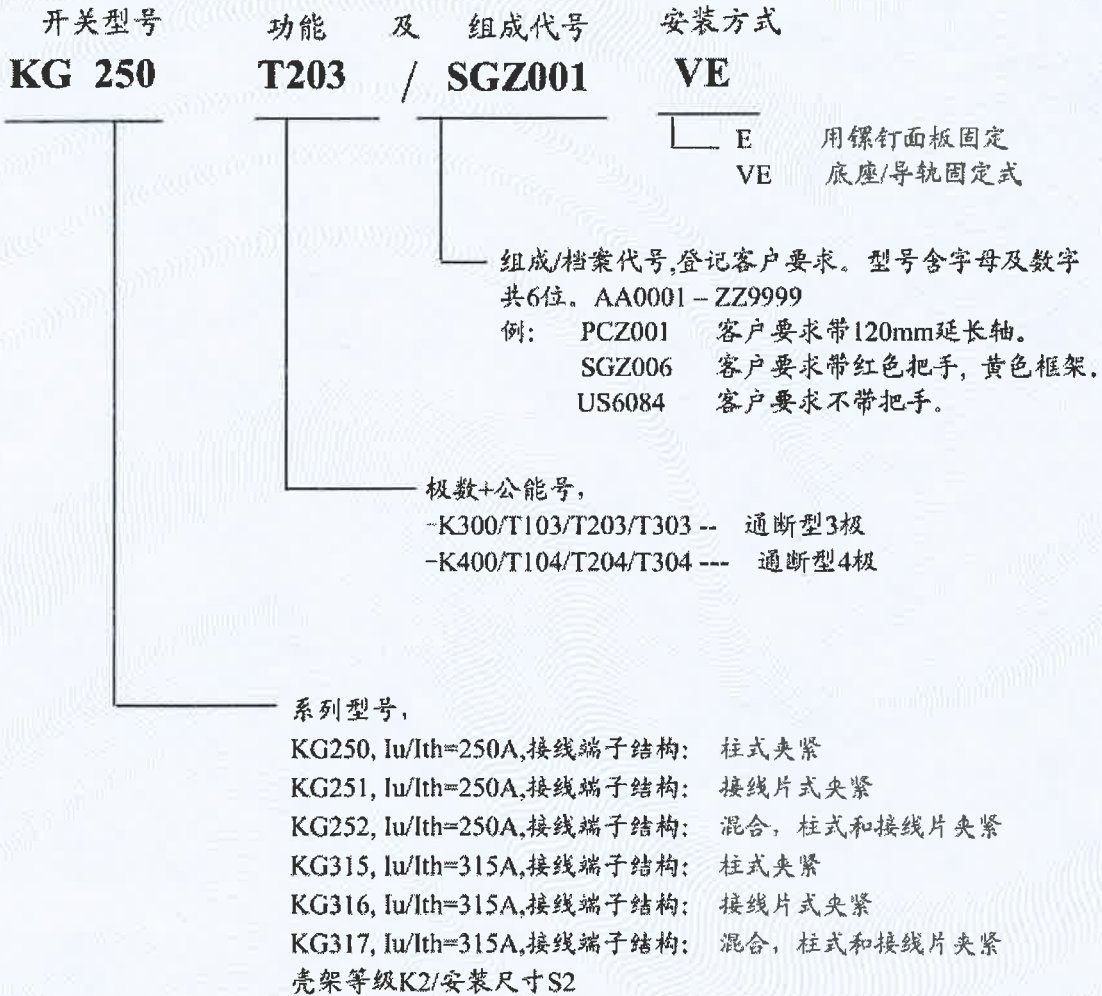 开关型号 功能 及 组成代号 安装方式
KG 250 T203 / SGZ001 VE
E 用镙钉面板固定
VE 底座/导轨固定式
组成/档案代号,登记客户要求。型号含字母及数字
共6位。AA0001 – ZZ9999
例: PCZ001 客户要求带120mm延长轴。
SGZ006 客户要求带红色把手, 黄色框架.
US6084 客户要求不带把手。
极数+公能号,
-K300/T103/T203/T303 -- 通断型3极
-K400/T104/T204/T304 --- 通断型4极
系列型号,
KG250, Iu/Ith=250A,接线端子结构: 柱式夹紧
KG251, Iu/Ith=250A,接线端子结构: 接线片式夹紧
KG252, Iu/Ith=250A,接线端子结构: 混合, 柱式和接线片夹紧
KG315, Iu/Ith=315A,接线端子结构: 柱式夹紧
KG316, Iu/Ith=315A,接线端子结构: 接线片式夹紧
KG317, Iu/Ith=315A,接线端子结构: 混合, 柱式和接线片夹紧
壳架等级K2/安装尺寸S2